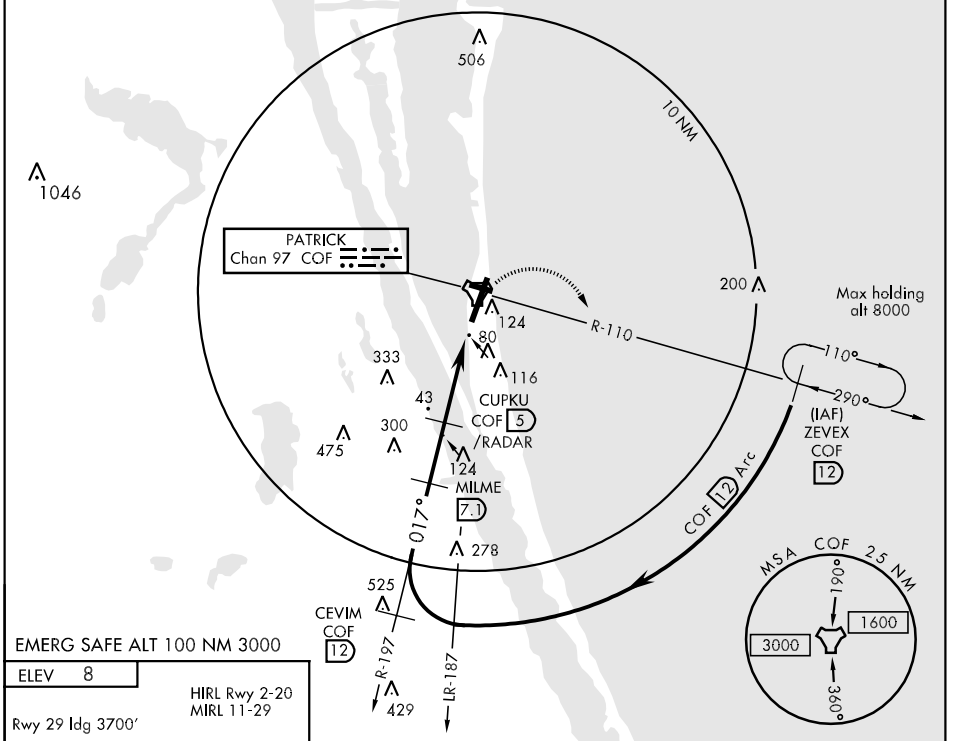 506
10 NM
1046
PATRICK
Chan 97 COF
200
Max holding
alt 8000
124
R-110
80
110°
333
116
290°
43
CUPKU
COF 5
/RADAR
(IAF)
ZEVEX
COF
12
300
475
124
MILME
7.1
COF 12 Arc
017°
278
MSA COF 25 NM
190°
1600
3000
360°
525
CEVIM
COF
12
R-197
LR-187
429
EMERG SAFE ALT 100 NM 3000
ELEV 8
HIRL Rwy 2-20
MIRL 11-29
Rwy 29 ldg 3700'